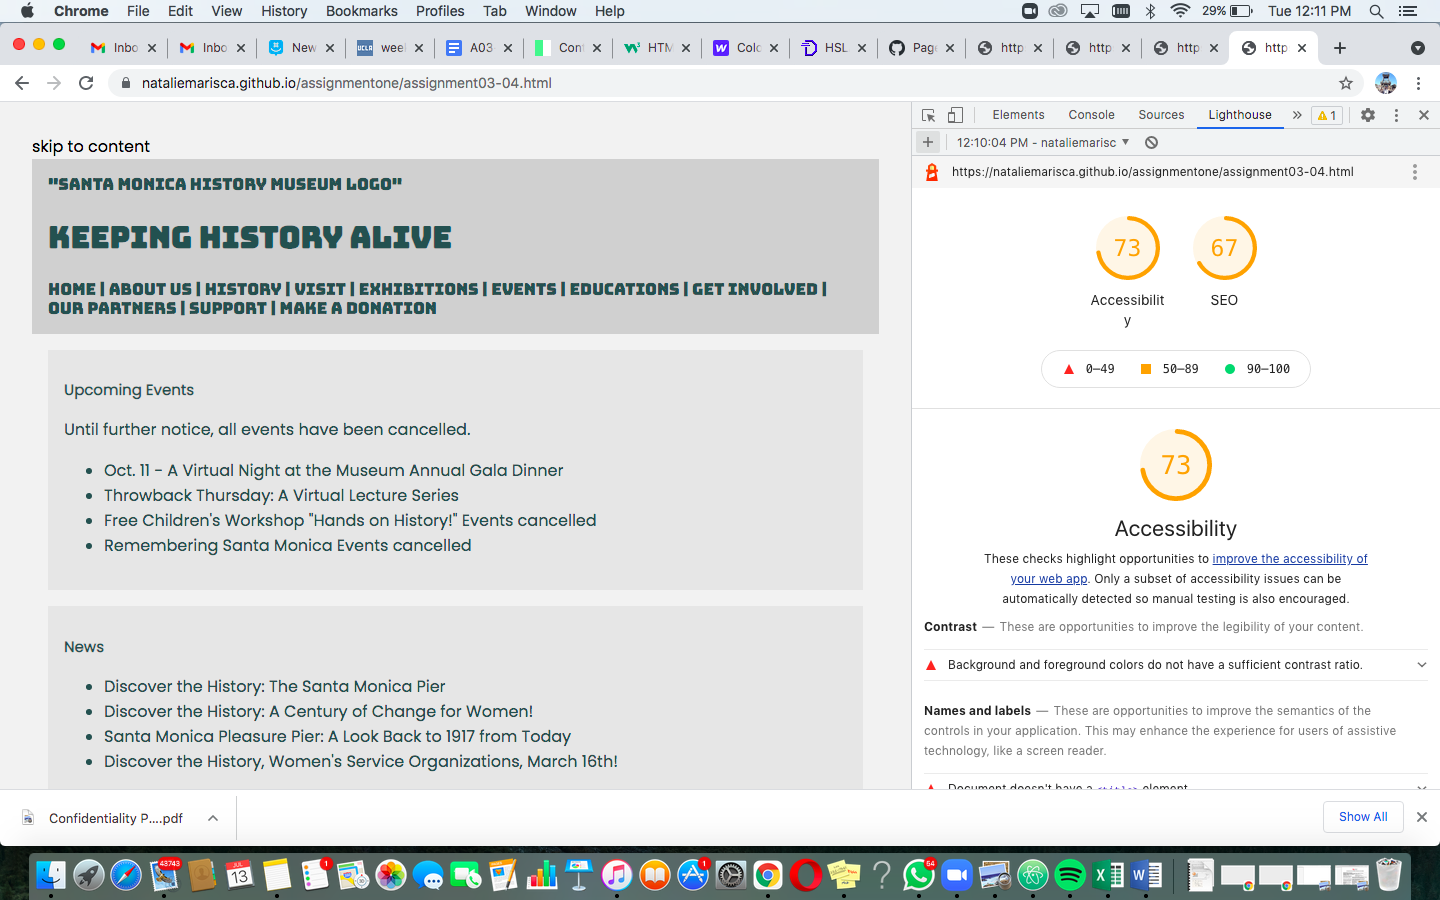 Chrome File Edit View History Bookmarks Profiles Tab Window Help 29% Tue 12:11 PM
Inbo Inbo New UCLA weel A03 Con HTM Colo HSL Page http http http http
nataliemarisca.github.io/assignmentone/assignment03-04.html
skip to content
"SANTA MONICA HISTORY MUSEUM LOGO"
KEEPING HISTORY ALIVE
HOME | ABOUT US | HISTORY | VISIT | EXHIBITIONS | EVENTS | EDUCATIONS | GET INVOLVED |
OUR PARTNERS | SUPPORT | MAKE A DONATION
Upcoming Events
Until further notice, all events have been cancelled.
• Oct. 11 - A Virtual Night at the Museum Annual Gala Dinner
• Throwback Thursday: A Virtual Lecture Series
• Free Children's Workshop "Hands on History!" Events cancelled
• Remembering Santa Monica Events cancelled
News
• Discover the History: The Santa Monica Pier
• Discover the History: A Century of Change for Women!
• Santa Monica Pleasure Pier: A Look Back to 1917 from Today
• Discover the History, Women's Service Organizations, March 16th!
Elements Console Sources Lighthouse » 1
12:10:04 PM - nataliemarisc
https://nataliemarisca.github.io/assignmentone/assignment03-04.html
73 67
Accessibilit SEO
y
0–49 50–89 90–100
73
Accessibility
These checks highlight opportunities to improve the accessibility of
your web app. Only a subset of accessibility issues can be
automatically detected so manual testing is also encouraged.
Contrast — These are opportunities to improve the legibility of your content.
Background and foreground colors do not have a sufficient contrast ratio.
Names and labels — These are opportunities to improve the semantics of the
controls in your application. This may enhance the experience for users of assistive
technology, like a screen reader.
Document doesn't have a <title> element
Confidentiality P....pdf Show All
43743 JUL 13 1 1 64